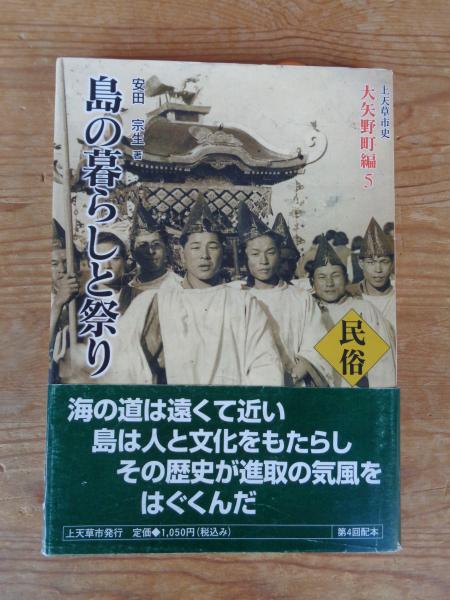 上天草市史
大矢野町編5
安田 宗生 著
島の暮らしと祭り
民俗
海の道は遠くて近い
島は人と文化をもたらし
その歴史が進取の気風を
はぐくんだ
上天草市発行 定価◆1,050円(税込み) 第4回配本